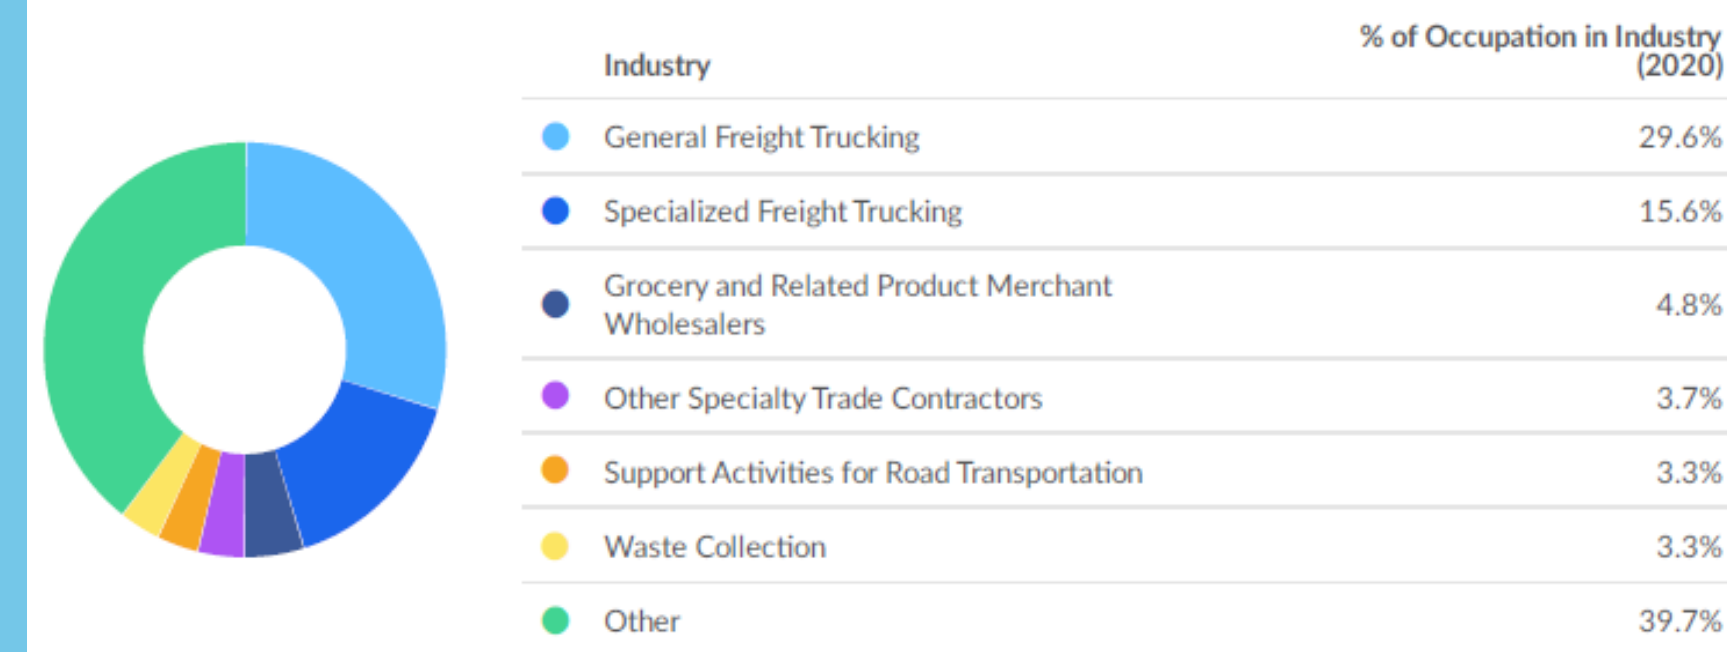 Industry
% of Occupation in Industry
(2020)
General Freight Trucking 29.6%
Specialized Freight Trucking 15.6%
Grocery and Related Product Merchant
Wholesalers
4.8%
Other Specialty Trade Contractors 3.7%
Support Activities for Road Transportation 3.3%
Waste Collection 3.3%
Other 39.7%